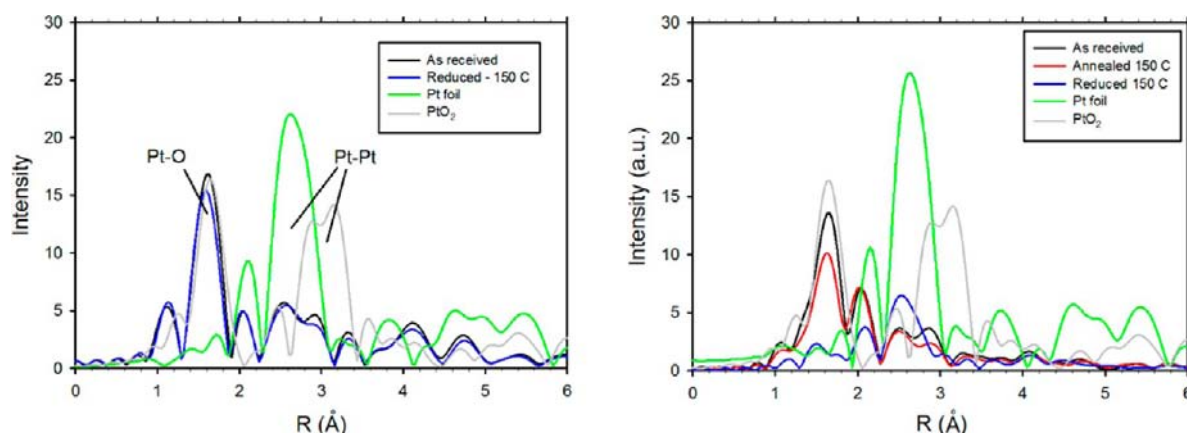 30
25
20
15
10
5
0
Intensity
As received
Reduced - 150 C
Pt foil
PtO₂
Pt-O
Pt-Pt
0 1 2 3 4 5 6
R (Å)
30
25
20
15
10
5
0
Intensity (a.u.)
As received
Annealed 150 C
Reduced 150 C
Pt foil
PtO₂
0 1 2 3 4 5 6
R (Å)